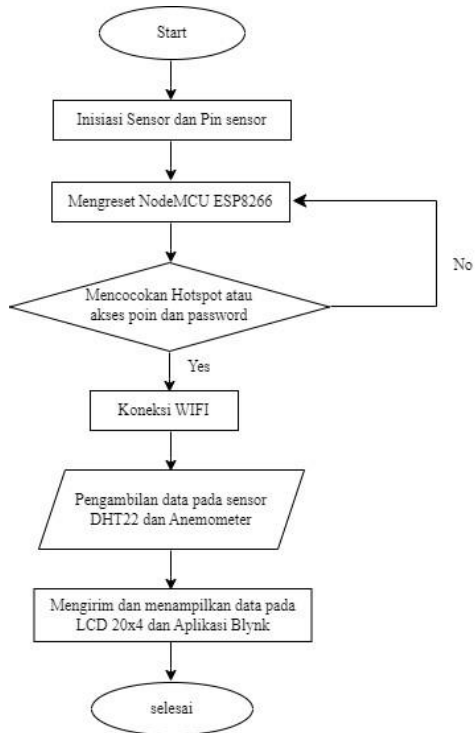 Start
Inisiasi Sensor dan Pin sensor
Mengreset NodeMCU ESP8266
No
Mencocokan Hotspot atau
akses poin dan password
Yes
Koneksi WIFI
Pengambilan data pada sensor
DHT22 dan Anemometer
Mengirim dan menampilkan data pada
LCD 20x4 dan Aplikasi Blynk
selesai